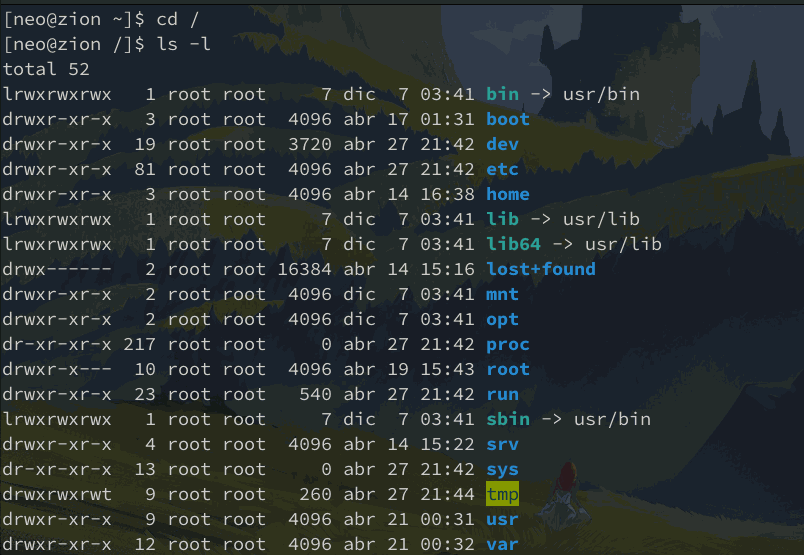 [neo@zion ~]$ cd /
[neo@zion /]$ ls -l
total 52
lrwxrwxrwx   1 root root     7 dic  7 03:41 bin -> usr/bin
drwxr-xr-x   3 root root  4096 abr 17 01:31 boot
drwxr-xr-x  19 root root  3720 abr 27 21:42 dev
drwxr-xr-x  81 root root  4096 abr 27 21:42 etc
drwxr-xr-x   3 root root  4096 abr 14 16:38 home
lrwxrwxrwx   1 root root     7 dic  7 03:41 lib -> usr/lib
lrwxrwxrwx   1 root root     7 dic  7 03:41 lib64 -> usr/lib
drwx------   2 root root 16384 abr 14 15:16 lost+found
drwxr-xr-x   2 root root  4096 dic  7 03:41 mnt
drwxr-xr-x   2 root root  4096 dic  7 03:41 opt
dr-xr-xr-x 217 root root     0 abr 27 21:42 proc
drwxr-x---  10 root root  4096 abr 19 15:43 root
drwxr-xr-x  23 root root   540 abr 27 21:42 run
lrwxrwxrwx   1 root root     7 dic  7 03:41 sbin -> usr/bin
drwxr-xr-x   4 root root  4096 abr 14 15:22 srv
dr-xr-xr-x  13 root root     0 abr 27 21:42 sys
drwxrwxrwt   9 root root   260 abr 27 21:44 tmp
drwxr-xr-x   9 root root  4096 abr 21 00:31 usr
drwxr-xr-x  12 root root  4096 abr 21 00:32 var